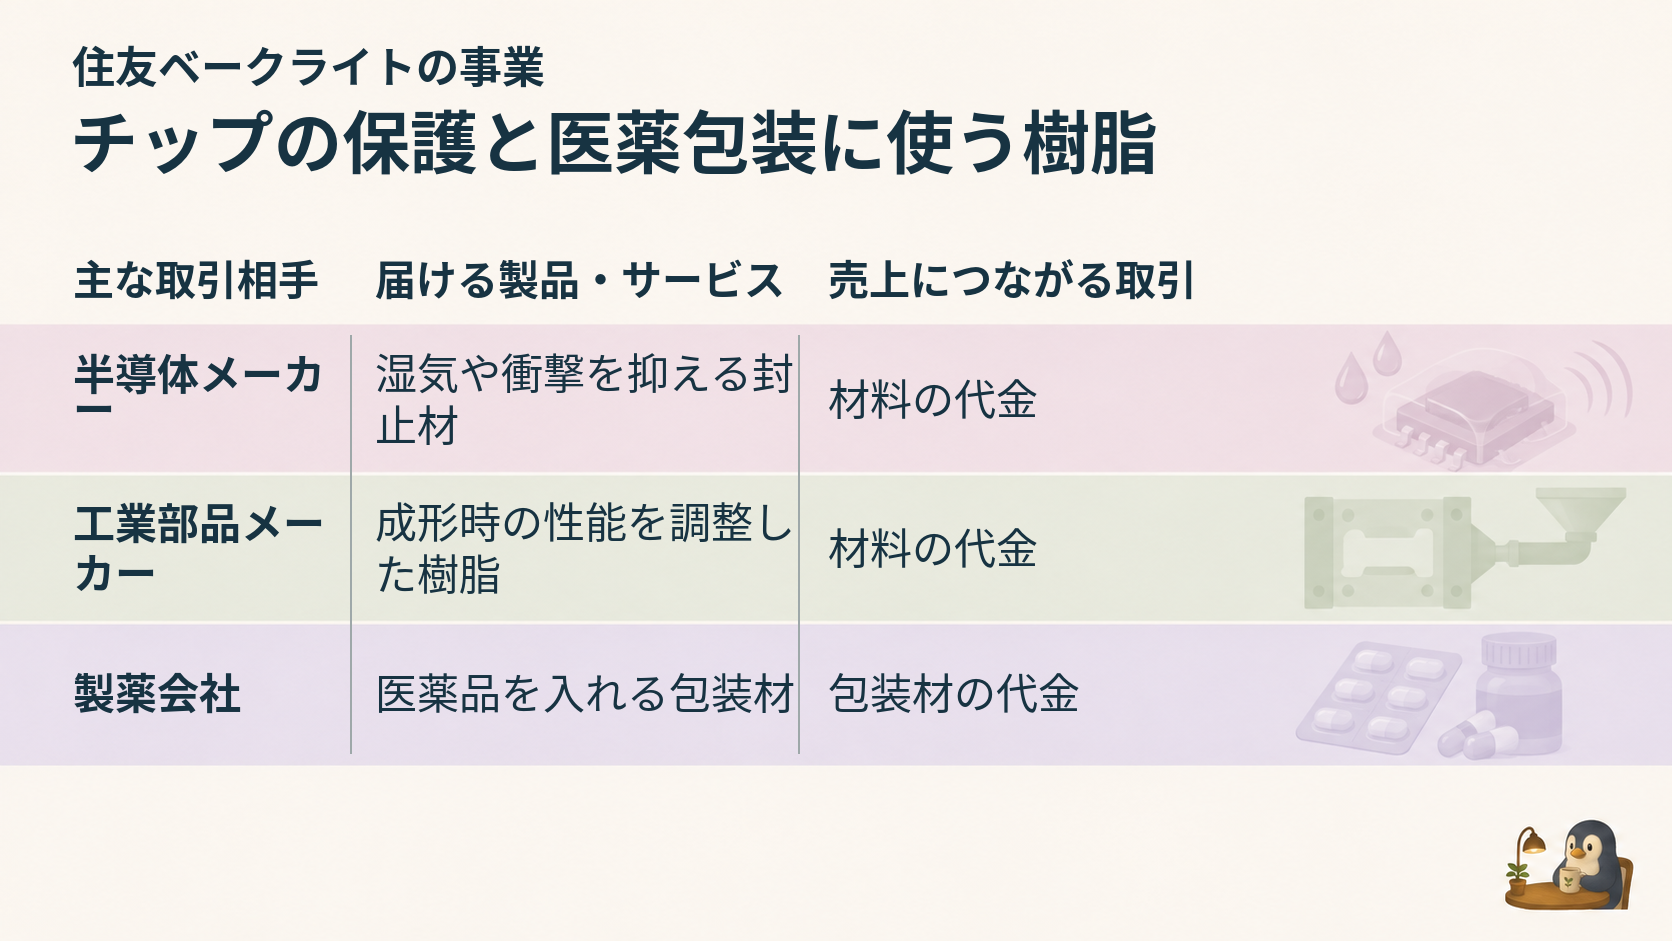 住友ベークライトの事業
チップの保護と医薬包装に使う樹脂
主な取引相手
届ける製品・サービス
売上につながる取引
半導体メーカ
ー
湿気や衝撃を抑える封
止材
材料の代金
工業部品メー
カー
成形時の性能を調整し
た樹脂
材料の代金
製薬会社
医薬品を入れる包装材
包装材の代金